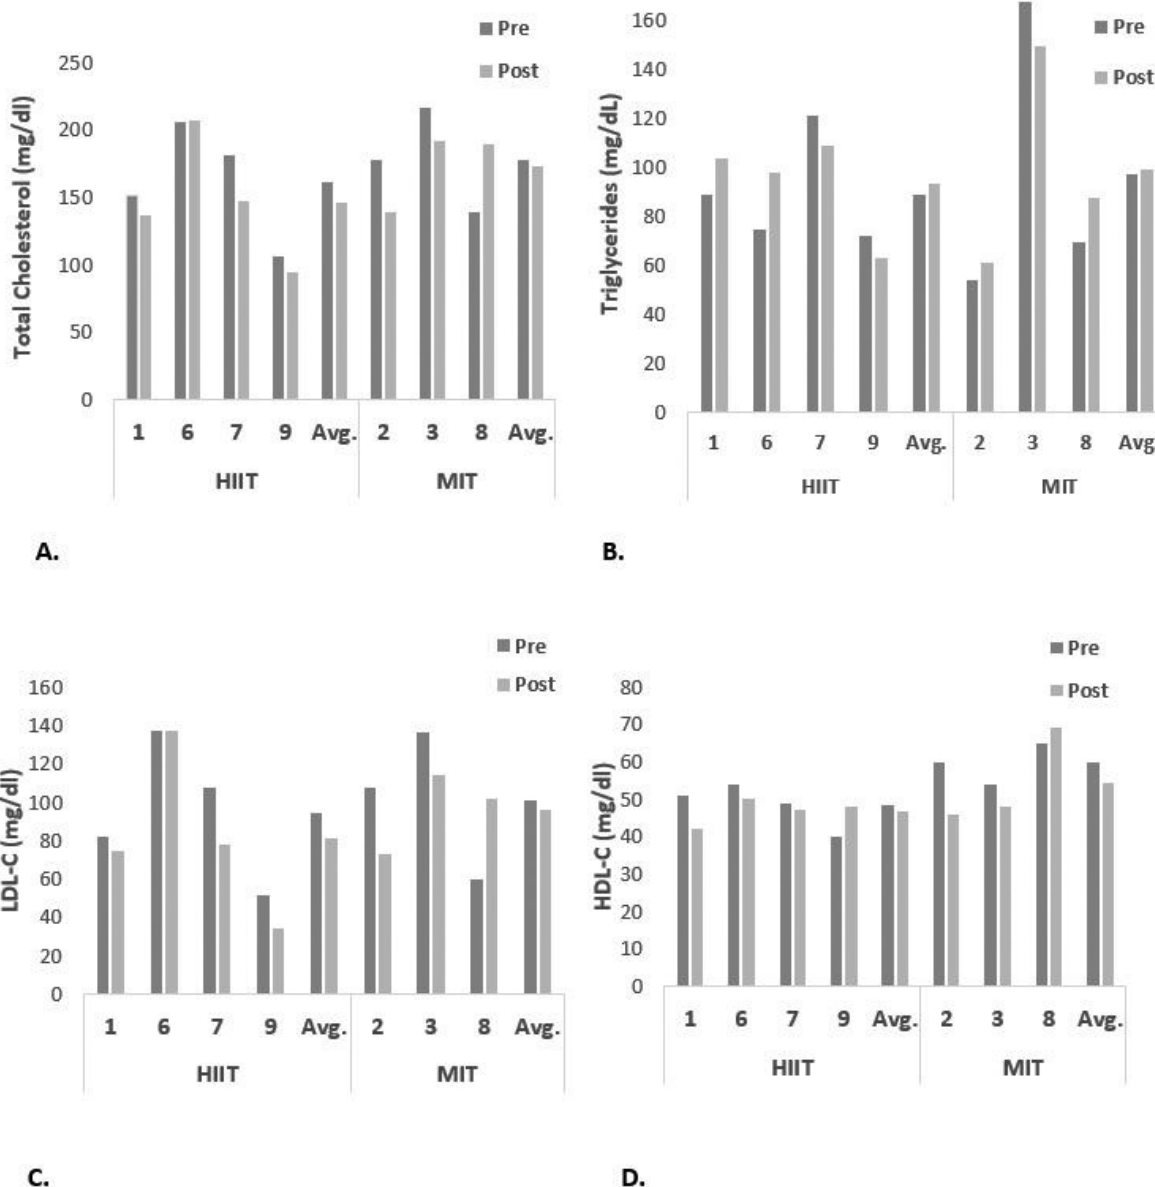 Pre
Post
Total Cholesterol (mg/dl)
250
200
150
100
50
0
1 6 7 9 Avg. 2 3 8 Avg.
HIIT MIT
A.
Pre
Post
Triglycerides (mg/dL)
160
140
120
100
80
60
40
20
0
1 6 7 9 Avg. 2 3 8 Avg
HIIT MIT
B.
Pre
Post
LDL-C (mg/dl)
160
140
120
100
80
60
40
20
0
1 6 7 9 Avg. 2 3 8 Avg.
HIIT MIT
C.
Pre
Post
HDL-C (mg/dl)
80
70
60
50
40
30
20
10
0
1 6 7 9 Avg. 2 3 8 Avg.
HIIT MIT
D.